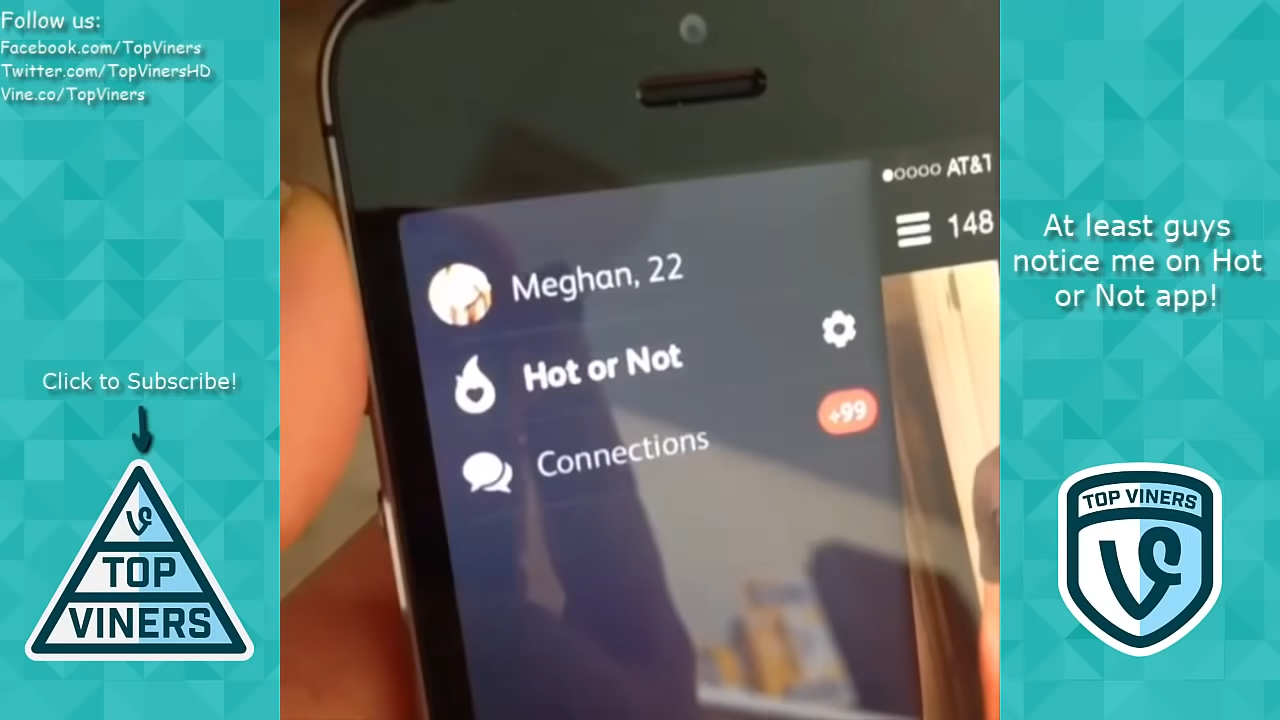 Follow us:
Facebook.com/TopViners
Twitter.com/TopVinersHD
Vine.co/TopViners
Click to Subscribe!
TOP
VINERS
AT&T
148
Meghan, 22
Hot or Not
+99
Connections
At least guys
notice me on Hot
or Not app!
TOP VINERS